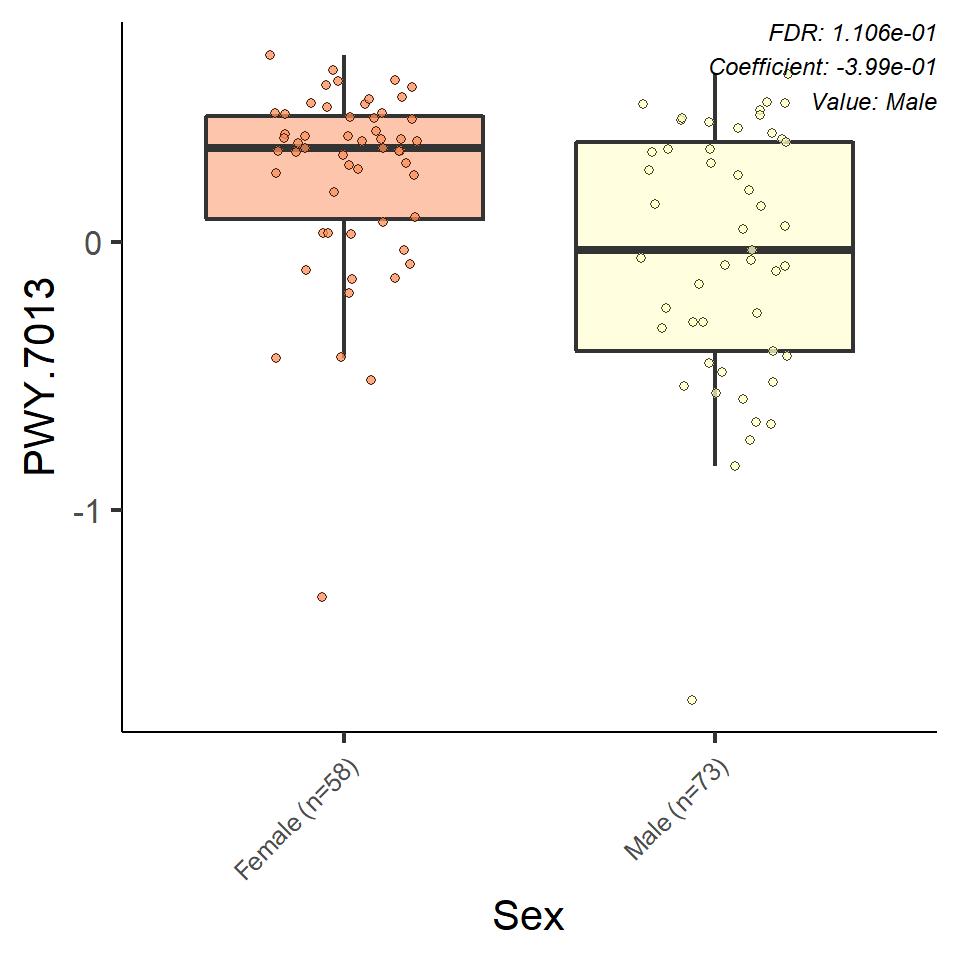 FDR: 1.106e-01
Coefficient: -3.99e-01
Value: Male
PWY.7013
0
-1
Female (n=58)
Male (n=73)
Sex